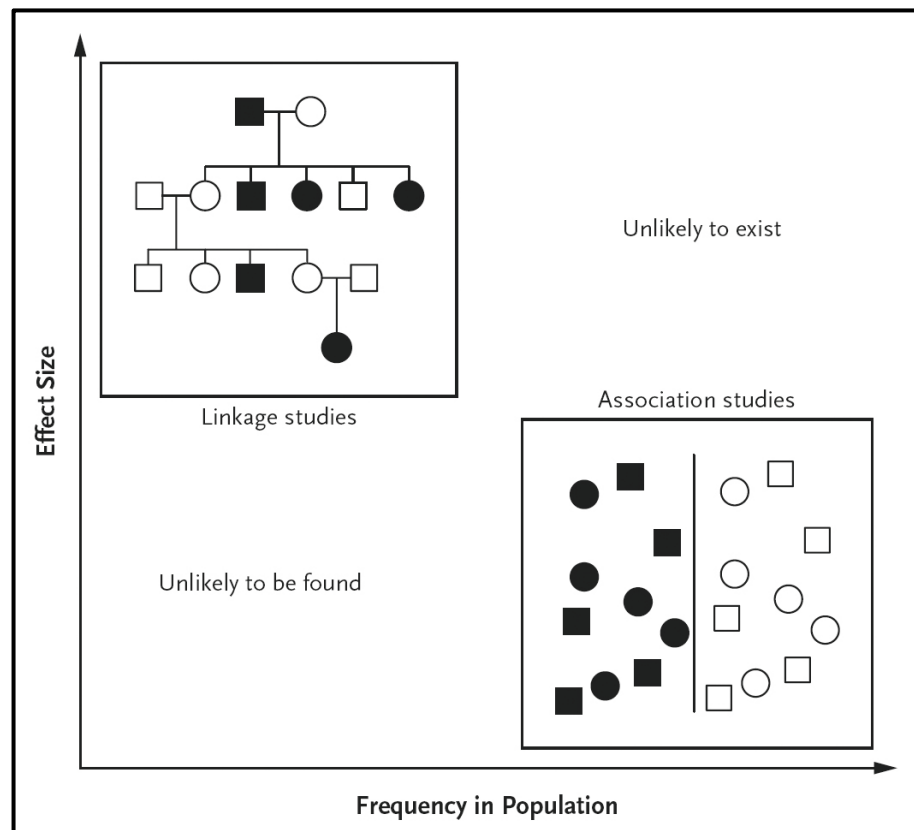 Unlikely to exist
Effect Size
Linkage studies
Association studies
Unlikely to be found
Frequency in Population